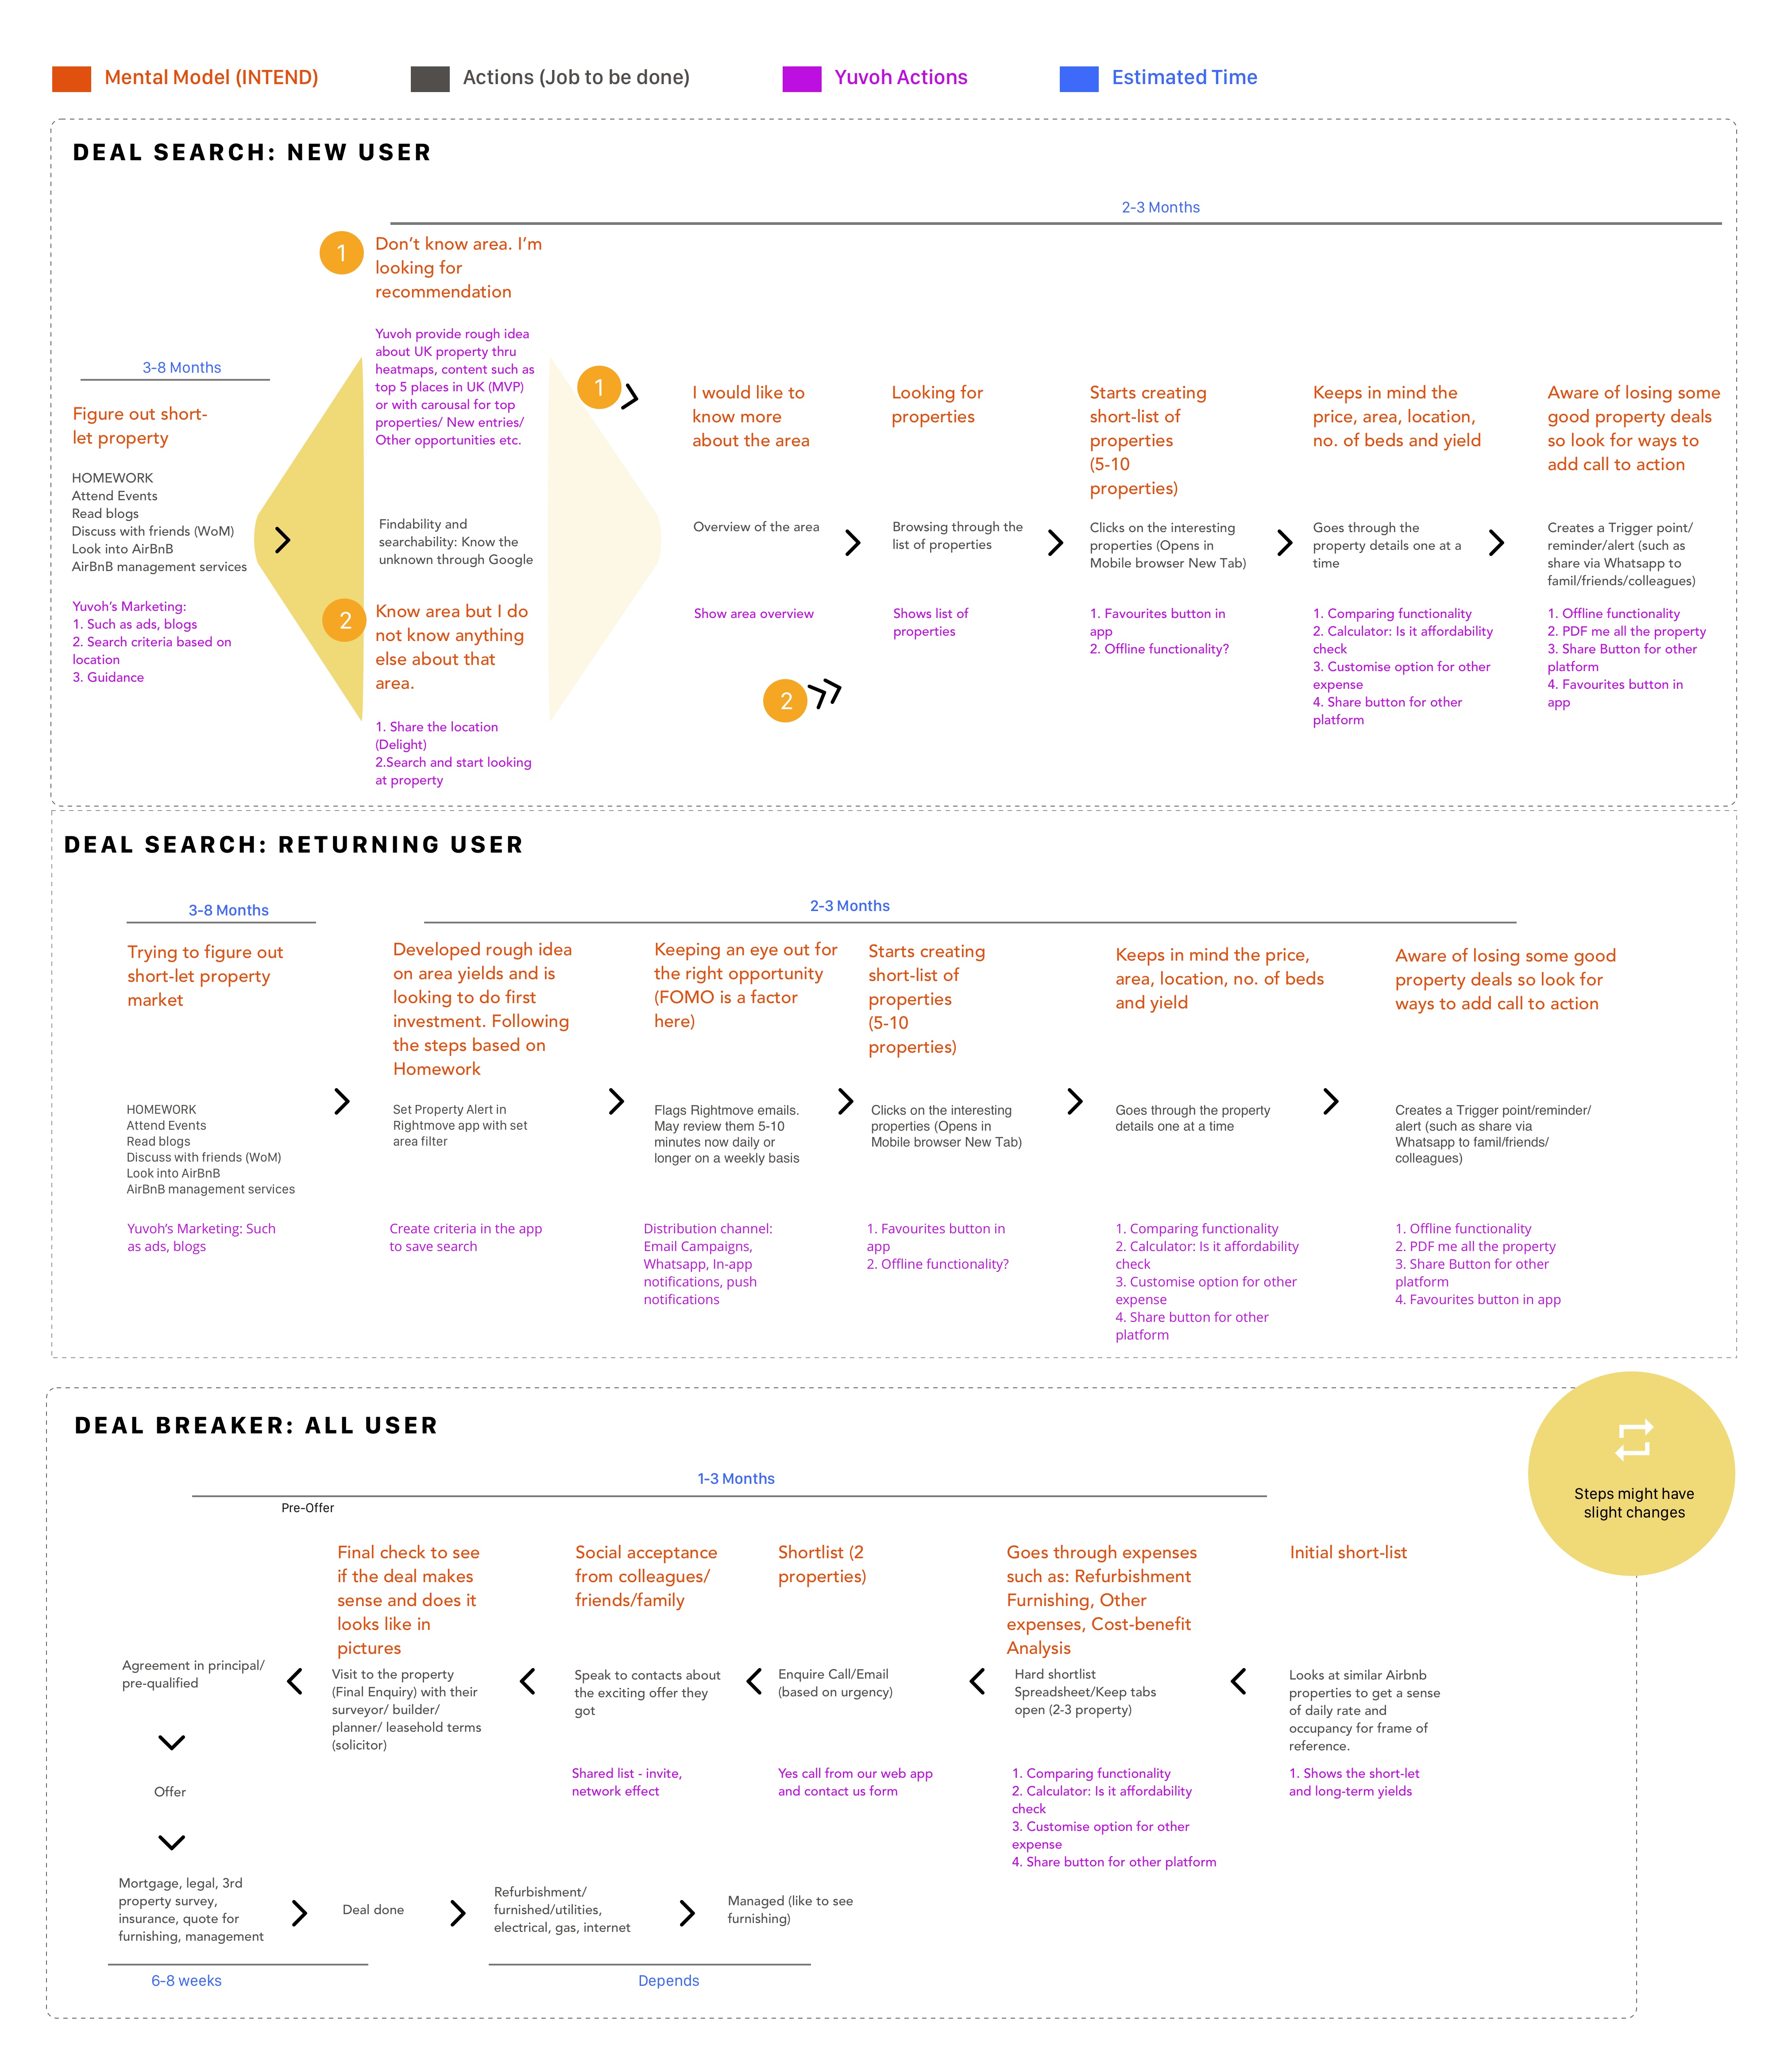 Mental Model (INTEND)
Actions (Job to be done)
Yuvoh Actions
Estimated Time
DEAL SEARCH: NEW USER
2-3 Months
3-8 Months
Figure out short-
let property
HOMEWORK
Attend Events
Read blogs
Discuss with friends (WoM)
Look into AirBnB
AirBnB management services
Yuvoh's Marketing:
1. Such as ads, blogs
2. Search criteria based on
location
3. Guidance
1
Don't know area. I'm
looking for
recommendation
Yuvoh provide rough idea
about UK property thru
heatmaps, content such as
top 5 places in UK (MVP)
or with carousal for top
properties/ New entries/
Other opportunities etc.
Findability and
searchability: Know the
unknown through Google
2
Know area but I do
not know anything
else about that
area.
1. Share the location
(Delight)
2.Search and start looking
at property
1
2
I would like to
know more
about the area
Overview of the area
Show area overview
Looking for
properties
Browsing through the
list of properties
Shows list of
properties
Starts creating
short-list of
properties
(5-10
properties)
Clicks on the interesting
properties (Opens in
Mobile browser New Tab)
1. Favourites button in
app
2. Offline functionality?
Keeps in mind the
price, area, location,
no. of beds and yield
Goes through the
property details one at a
time
1. Comparing functionality
2. Calculator: Is it affordability
check
3. Customise option for other
expense
4. Share button for other
platform
Aware of losing some
good property deals
so look for ways to
add call to action
Creates a Trigger point/
reminder/alert (such as
share via Whatsapp to
famil/friends/colleagues)
1. Offline functionality
2. PDF me all the property
3. Share Button for other
platform
4. Favourites button in
app
DEAL SEARCH: RETURNING USER
3-8 Months
2-3 Months
Trying to figure out
short-let property
market
HOMEWORK
Attend Events
Read blogs
Discuss with friends (WoM)
Look into AirBnB
AirBnB management services
Yuvoh's Marketing: Such
as ads, blogs
Developed rough idea
on area yields and is
looking to do first
investment. Following
the steps based on
Homework
Set Property Alert in
Rightmove app with set
area filter
Create criteria in the app
to save search
Keeping an eye out for
the right opportunity
(FOMO is a factor
here)
Flags Rightmove emails.
May review them 5-10
minutes now daily or
longer on a weekly basis
Distribution channel:
Email Campaigns,
Whatsapp, In-app
notifications, push
notifications
Starts creating
short-list of
properties
(5-10
properties)
Clicks on the interesting
properties (Opens in
Mobile browser New Tab)
1. Favourites button in
app
2. Offline functionality?
Keeps in mind the price,
area, location, no. of beds
and yield
Goes through the property
details one at a time
1. Comparing functionality
2. Calculator: Is it affordability
check
3. Customise option for other
expense
4. Share button for other
platform
Aware of losing some good
property deals so look for
ways to add call to action
Creates a Trigger point/reminder/
alert (such as share via
Whatsapp to famil/friends/
colleagues)
1. Offline functionality
2. PDF me all the property
3. Share Button for other
platform
4. Favourites button in app
DEAL BREAKER: ALL USER
Steps might have
slight changes
1-3 Months
Pre-Offer
Initial short-list
Looks at similar Airbnb
properties to get a sense
of daily rate and
occupancy for frame of
reference.
1. Shows the short-let
and long-term yields
Goes through expenses
such as: Refurbishment
Furnishing, Other
expenses, Cost-benefit
Analysis
Hard shortlist
Spreadsheet/Keep tabs
open (2-3 property)
1. Comparing functionality
2. Calculator: Is it affordability
check
3. Customise option for other
expense
4. Share button for other platform
Shortlist (2
properties)
Enquire Call/Email
(based on urgency)
Yes call from our web app
and contact us form
Social acceptance
from colleagues/
friends/family
Speak to contacts about
the exciting offer they
got
Shared list - invite,
network effect
Final check to see
if the deal makes
sense and does it
looks like in
pictures
Visit to the property
(Final Enquiry) with their
surveyor/ builder/
planner/ leasehold terms
(solicitor)
Agreement in principal/
pre-qualified
Offer
Mortgage, legal, 3rd
property survey,
insurance, quote for
furnishing, management
Deal done
Refurbishment/
furnished/utilities,
electrical, gas, internet
Managed (like to see
furnishing)
6-8 weeks
Depends